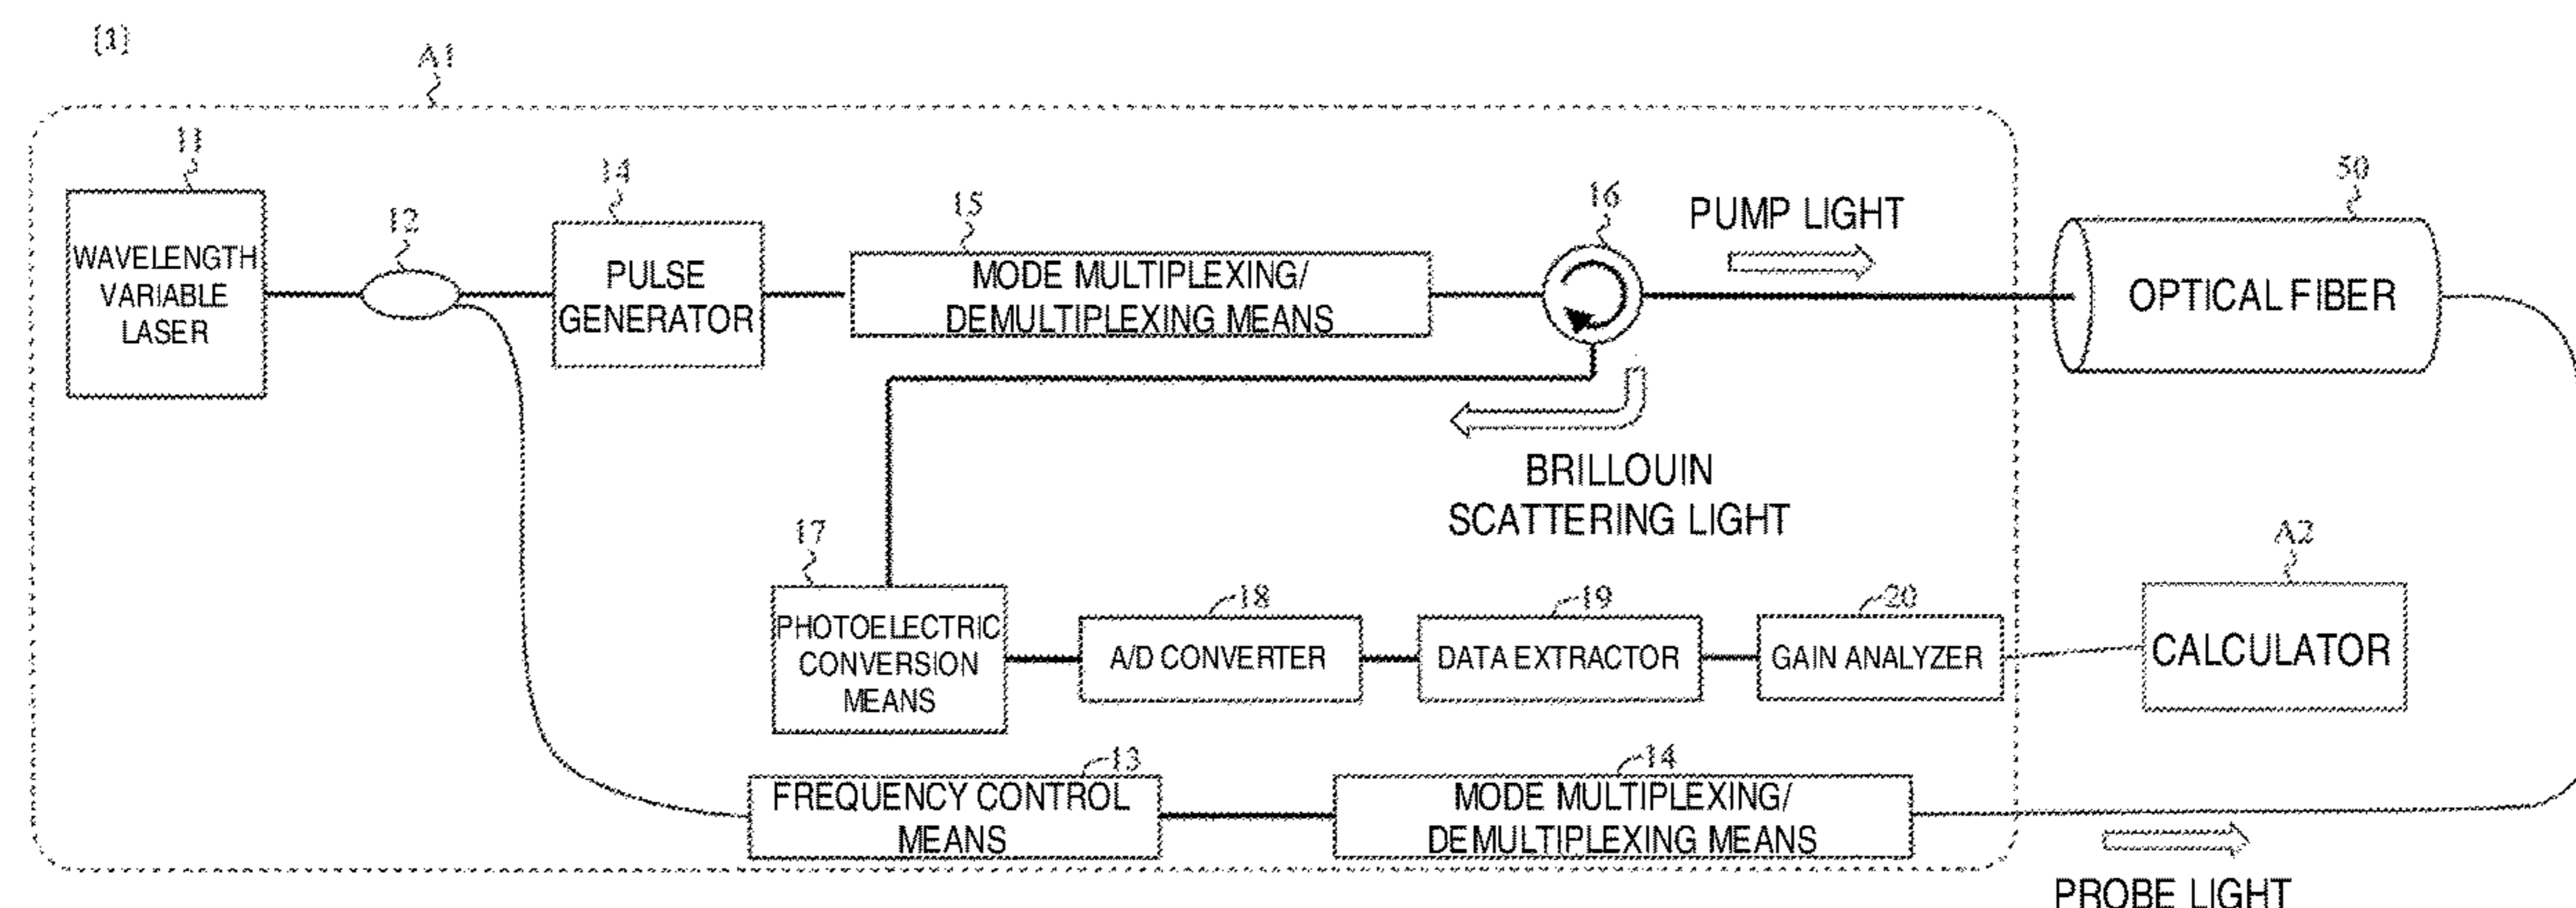 [1]
A1
11
WAVELENGTH
VARIABLE
LASER
12
14
PULSE
GENERATOR
15
MODE MULTIPLEXING/
DEMULTIPLEXING MEANS
16
PUMP LIGHT
50
OPTICAL FIBER
BRILLOUIN
SCATTERING LIGHT
17
PHOTOELECTRIC
CONVERSION
MEANS
18
A/D CONVERTER
19
DATA EXTRACTOR
20
GAIN ANALYZER
A2
CALCULATOR
13
FREQUENCY CONTROL
MEANS
14
MODE MULTIPLEXING/
DEMULTIPLEXING MEANS
PROBE LIGHT